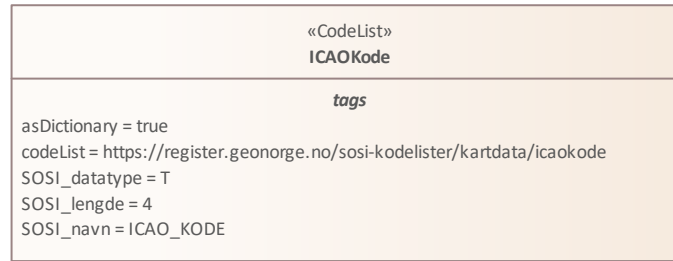 «CodeList»
ICAOKode
tags
asDictionary = true
codeList = https://register.geonorge.no/sosi-kodelister/kartdata/icaokode
SOSI_datatype = T
SOSI_lengde = 4
SOSI_navn = ICAO_KODE